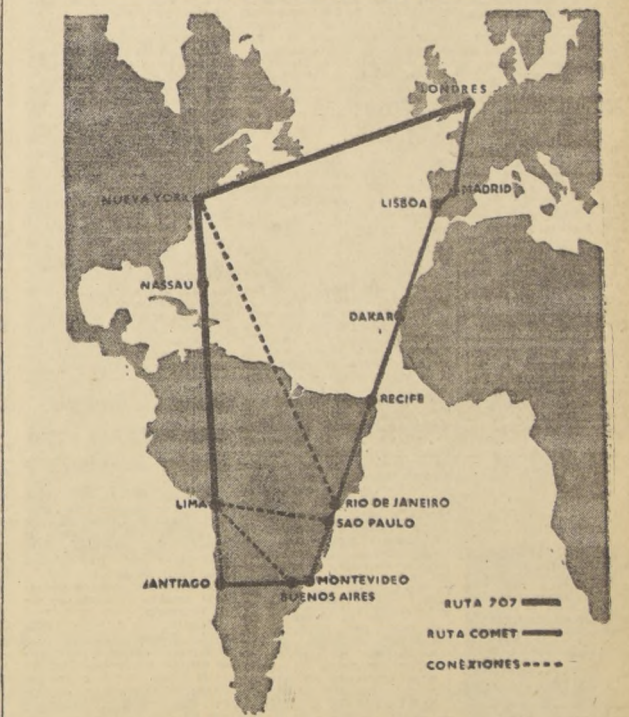 LONDRES
NUEVA YORK
MADRID
LISBOA
NASSAU
DAKAR
RECIFE
LIMA
RIO DE JANEIRO
SAO PAULO
SANTIAGO
MONTEVIDEO
BUENOS AIRES
RUTA 707
RUTA COMET
CONEXIONES